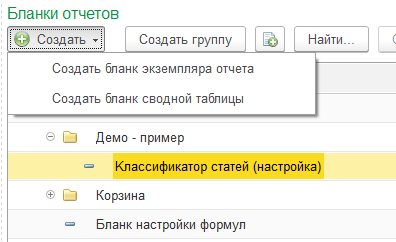 Бланки отчетов
Создать Создать группу Найти...
Создать бланк экземпляра отчета
Создать бланк сводной таблицы
Демо - пример
Классификатор статей (настройка)
Корзина
Бланк настройки формул